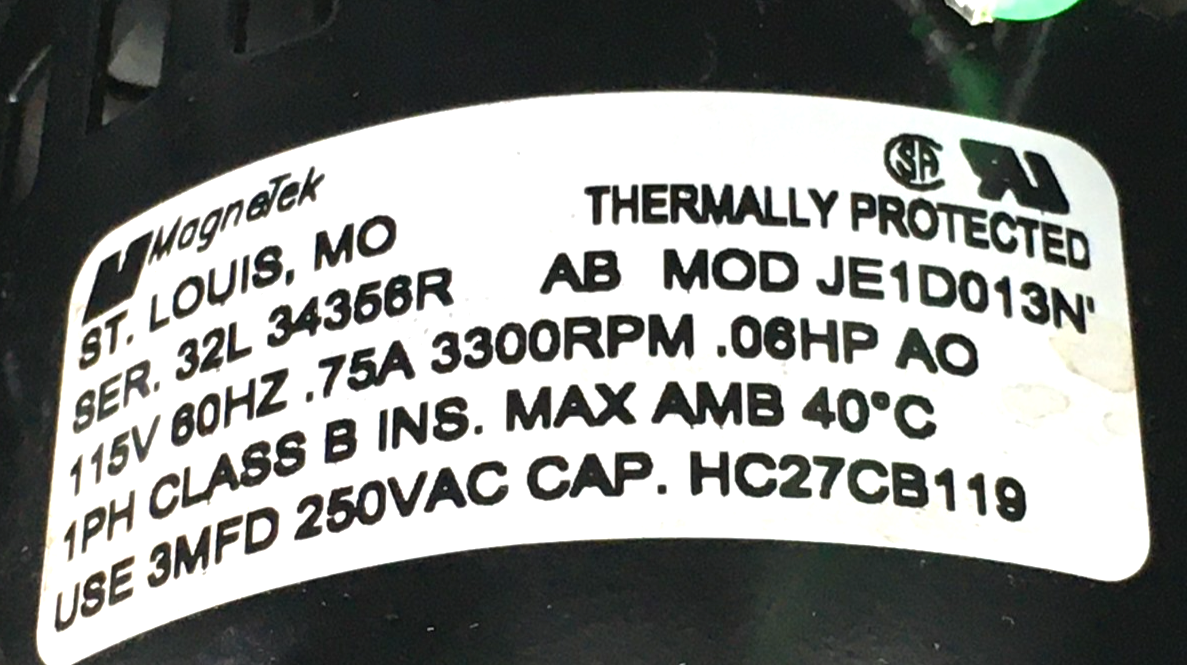 MagneTek
THERMALLY PROTECTED
ST. LOUIS, MO
SER. 32L 34356R AB MOD JE1D013N'
115V 60HZ .75A 3300RPM .06HP AO
1PH CLASS B INS. MAX AMB 40°C
USE 3MFD 250VAC CAP. HC27CB119